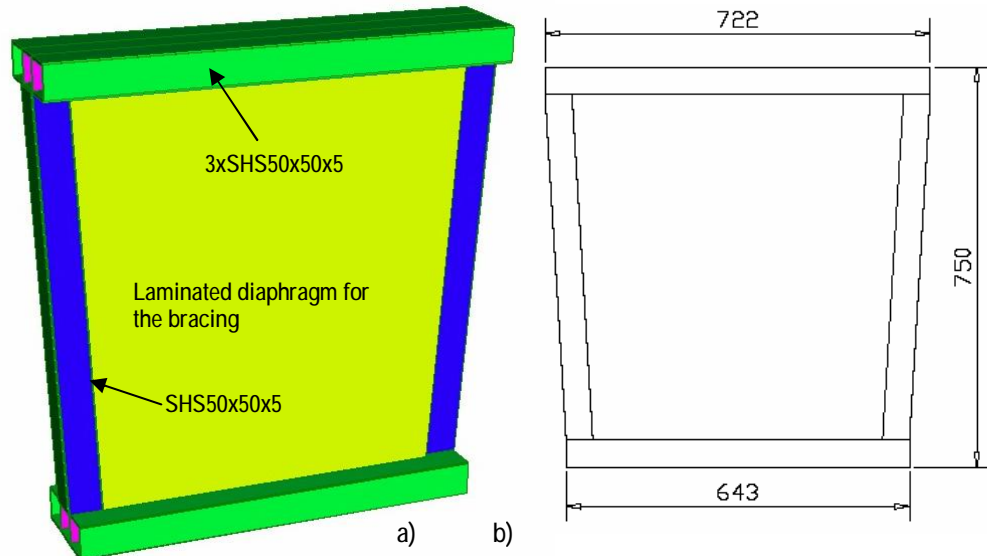 722
3xSHS50x50x5
750
Laminated diaphragm for
the bracing
SHS50x50x5
643
a)
b)